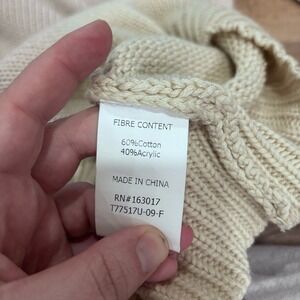 FIBRE CONTENT
60%Cotton
40%Acrylic
MADE IN CHINA
RN#163017
T77517U-09-F